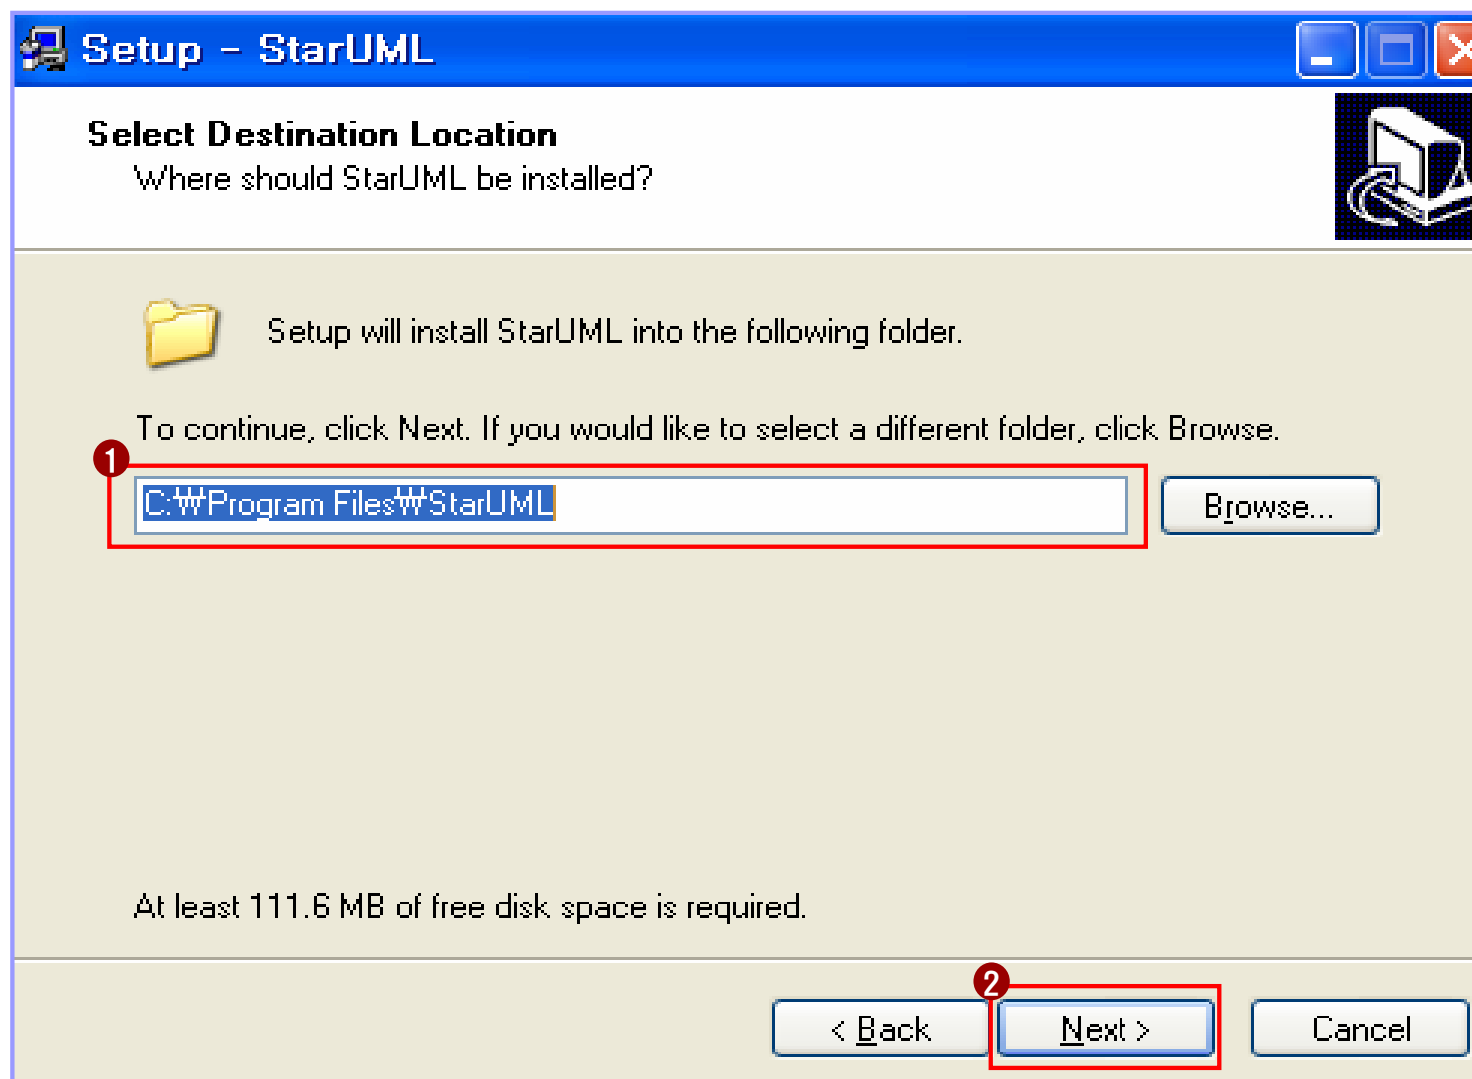 Setup - StarUML
Select Destination Location
Where should StarUML be installed?
Setup will install StarUML into the following folder.
To continue, click Next. If you would like to select a different folder, click Browse.
1
C:₩Program Files₩StarUML
Browse...
At least 111.6 MB of free disk space is required.
2
< Back
Next >
Cancel